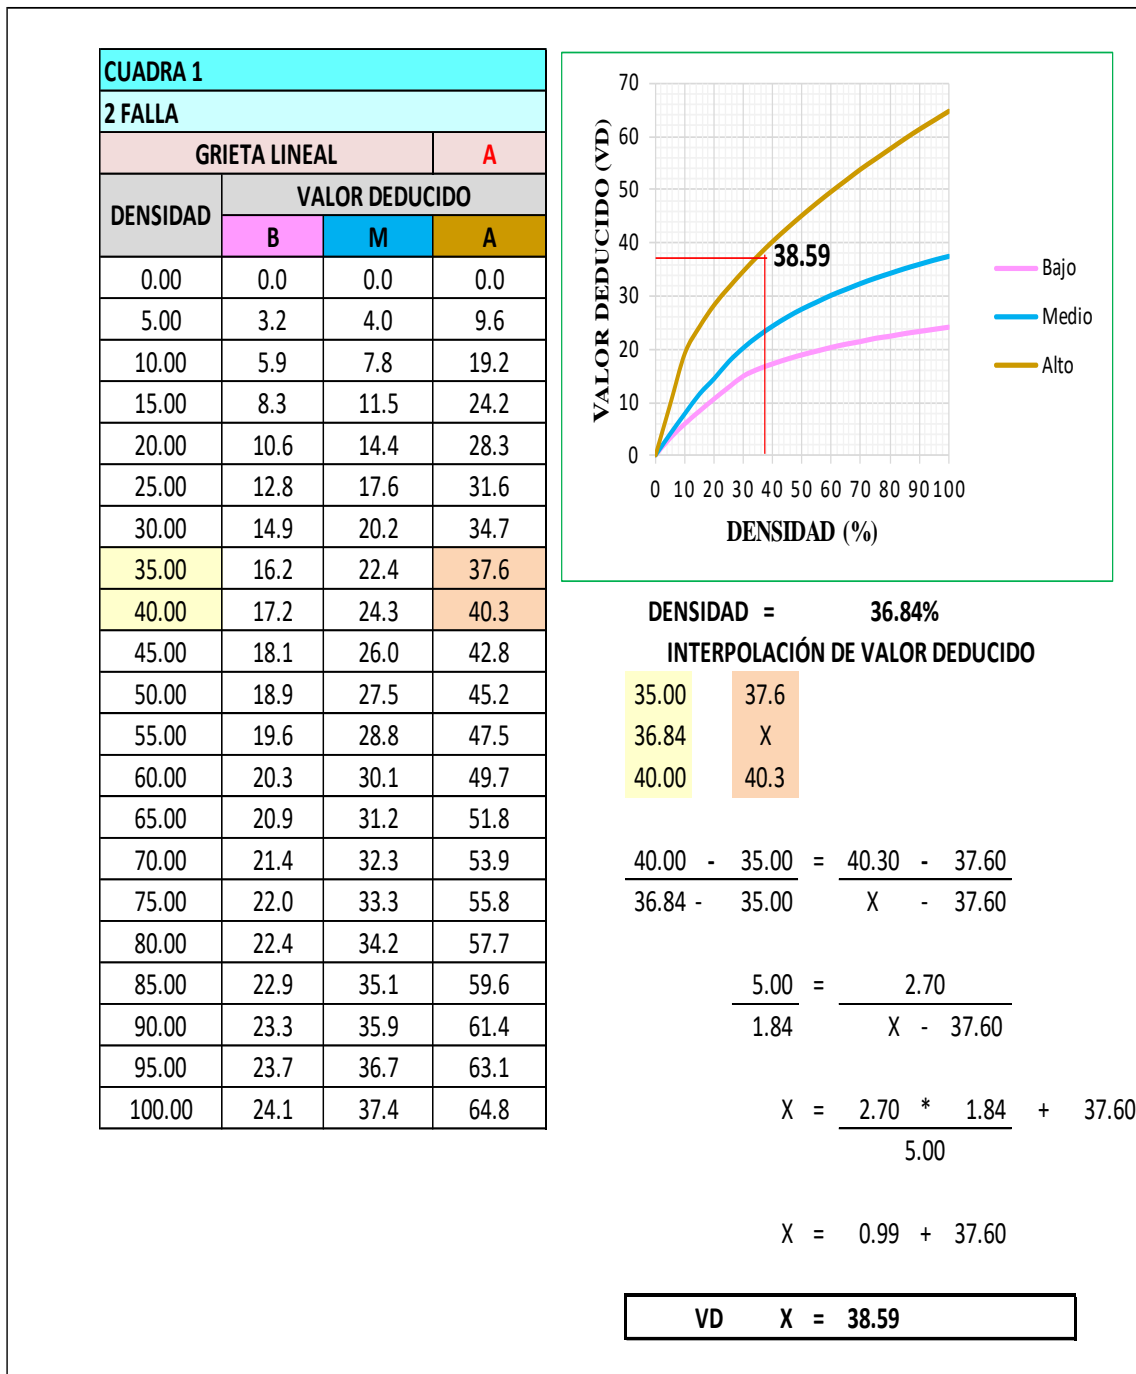 CUADRA 1
2 FALLA
GRIETA LINEAL A
DENSIDAD VALOR DEDUCIDO
B M A
0.00 0.0 0.0 0.0
5.00 3.2 4.0 9.6
10.00 5.9 7.8 19.2
15.00 8.3 11.5 24.2
20.00 10.6 14.4 28.3
25.00 12.8 17.6 31.6
30.00 14.9 20.2 34.7
35.00 16.2 22.4 37.6
40.00 17.2 24.3 40.3
45.00 18.1 26.0 42.8
50.00 18.9 27.5 45.2
55.00 19.6 28.8 47.5
60.00 20.3 30.1 49.7
65.00 20.9 31.2 51.8
70.00 21.4 32.3 53.9
75.00 22.0 33.3 55.8
80.00 22.4 34.2 57.7
85.00 22.9 35.1 59.6
90.00 23.3 35.9 61.4
95.00 23.7 36.7 63.1
100.00 24.1 37.4 64.8
VALOR DEDUCIDO (VD)
70
60
50
40
30
20
10
0
38.59
0 10 20 30 40 50 60 70 80 90 100
DENSIDAD (%)
Bajo
Medio
Alto
DENSIDAD = 36.84%
INTERPOLACIÓN DE VALOR DEDUCIDO
35.00 37.6
36.84 X
40.00 40.3
40.00 - 35.00 = 40.30 - 37.60
36.84 - 35.00 X - 37.60
5.00 = 2.70
1.84 X - 37.60
X = 2.70 * 1.84 + 37.60
5.00
X = 0.99 + 37.60
VD X = 38.59